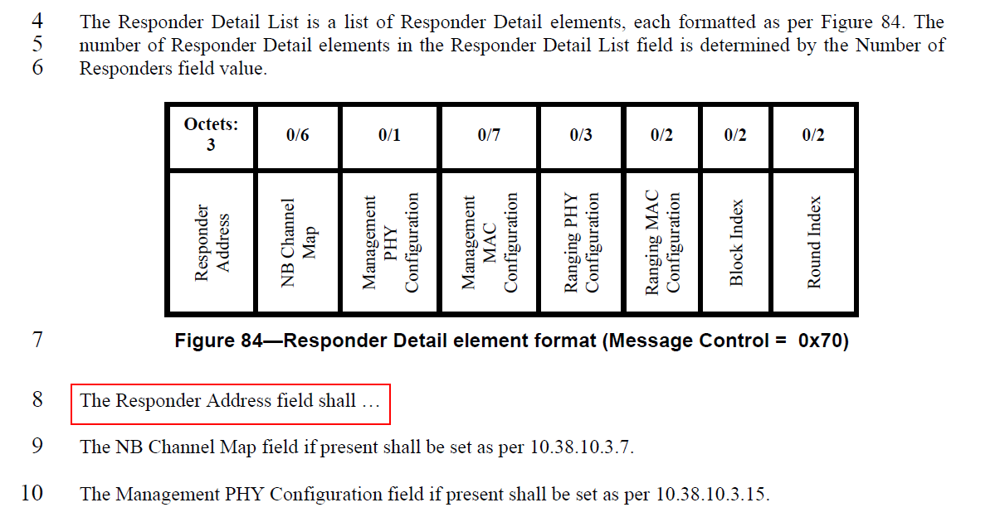 4 The Responder Detail List is a list of Responder Detail elements, each formatted as per Figure 84. The
5 number of Responder Detail elements in the Responder Detail List field is determined by the Number of
6 Responders field value.
Octets: 3 0/6 0/1 0/7 0/3 0/2 0/2 0/2
Responder Address
NB Channel Map
Management PHY Configuration
Management MAC Configuration
Ranging PHY Configuration
Ranging MAC Configuration
Block Index
Round Index
7 Figure 84—Responder Detail element format (Message Control = 0x70)
8 The Responder Address field shall …
9 The NB Channel Map field if present shall be set as per 10.38.10.3.7.
10 The Management PHY Configuration field if present shall be set as per 10.38.10.3.15.